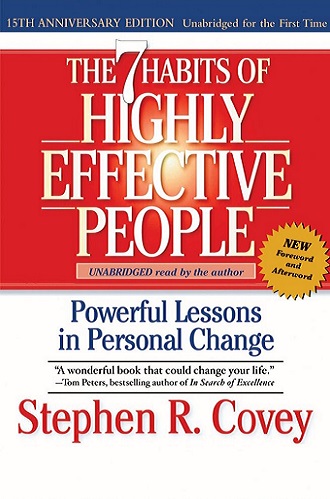 15TH ANNIVERSARY EDITION Unabridged for the First Time
THE 7 HABITS OF
HIGHLY
EFFECTIVE
PEOPLE
UNABRIDGED read by the author
NEW
Foreword and
Afterword
Powerful Lessons
in Personal Change
“A wonderful book that could change your life.”
—Tom Peters, bestselling author of In Search of Excellence
Stephen R. Covey